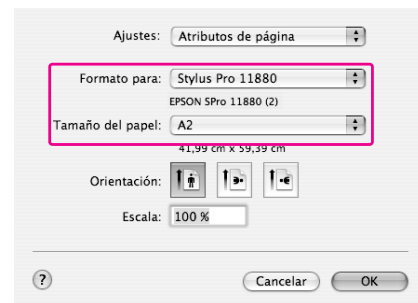 Ajustes: Atributos de página
Formato para: Stylus Pro 11880
EPSON SPro 11880 (2)
Tamaño del papel: A2
41,99 cm x 59,39 cm
Orientación:
Escala: 100 %
? Cancelar OK